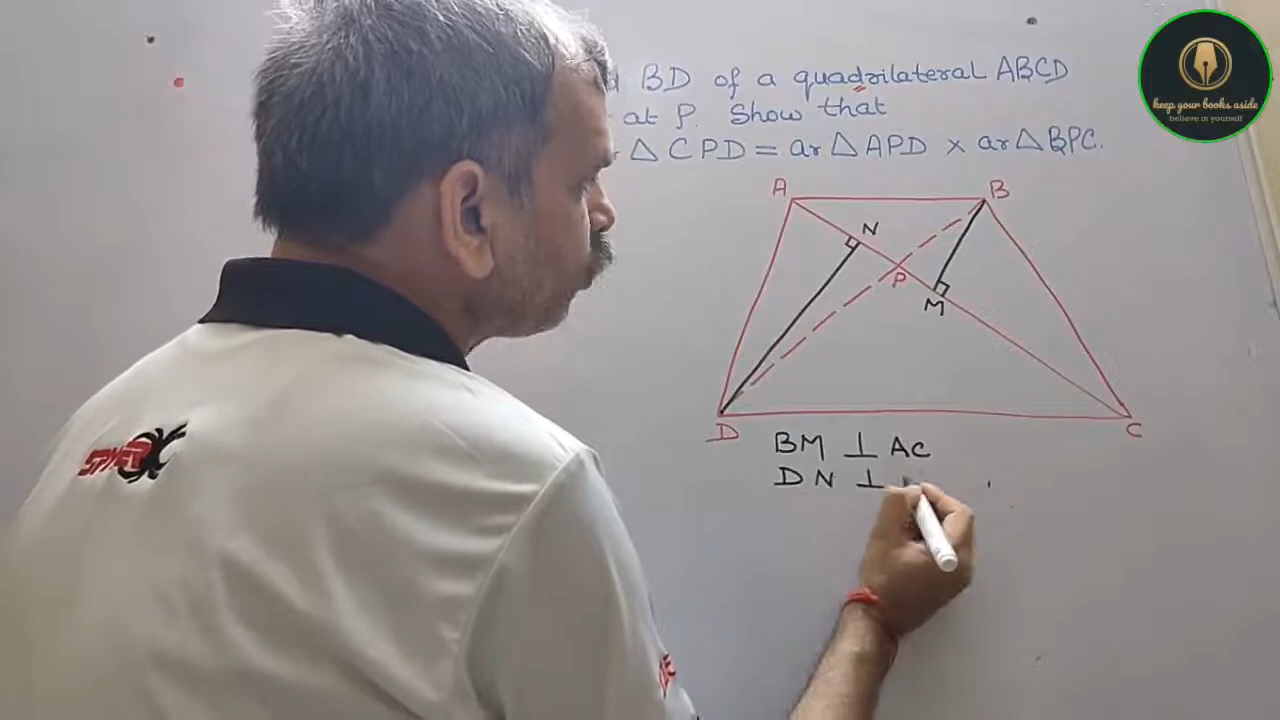 BD of a quadrilateral ABCD
at P. Show that
△ CPD = ar △ APD × ar △ BPC.
A
B
N
P
M
D
C
BM ⊥ AC
DN ⊥
keep your books aside
believe in yourself